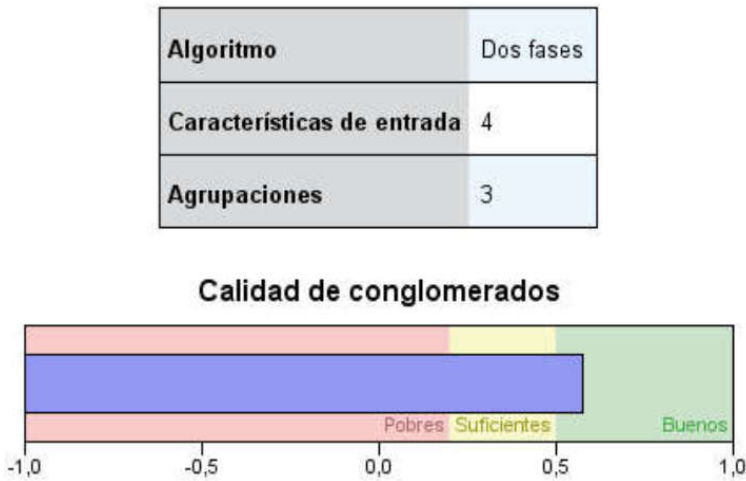 Algoritmo Dos fases
Características de entrada 4
Agrupaciones 3
Calidad de conglomerados
Pobres Suficientes Buenos
-1,0 -0,5 0,0 0,5 1,0